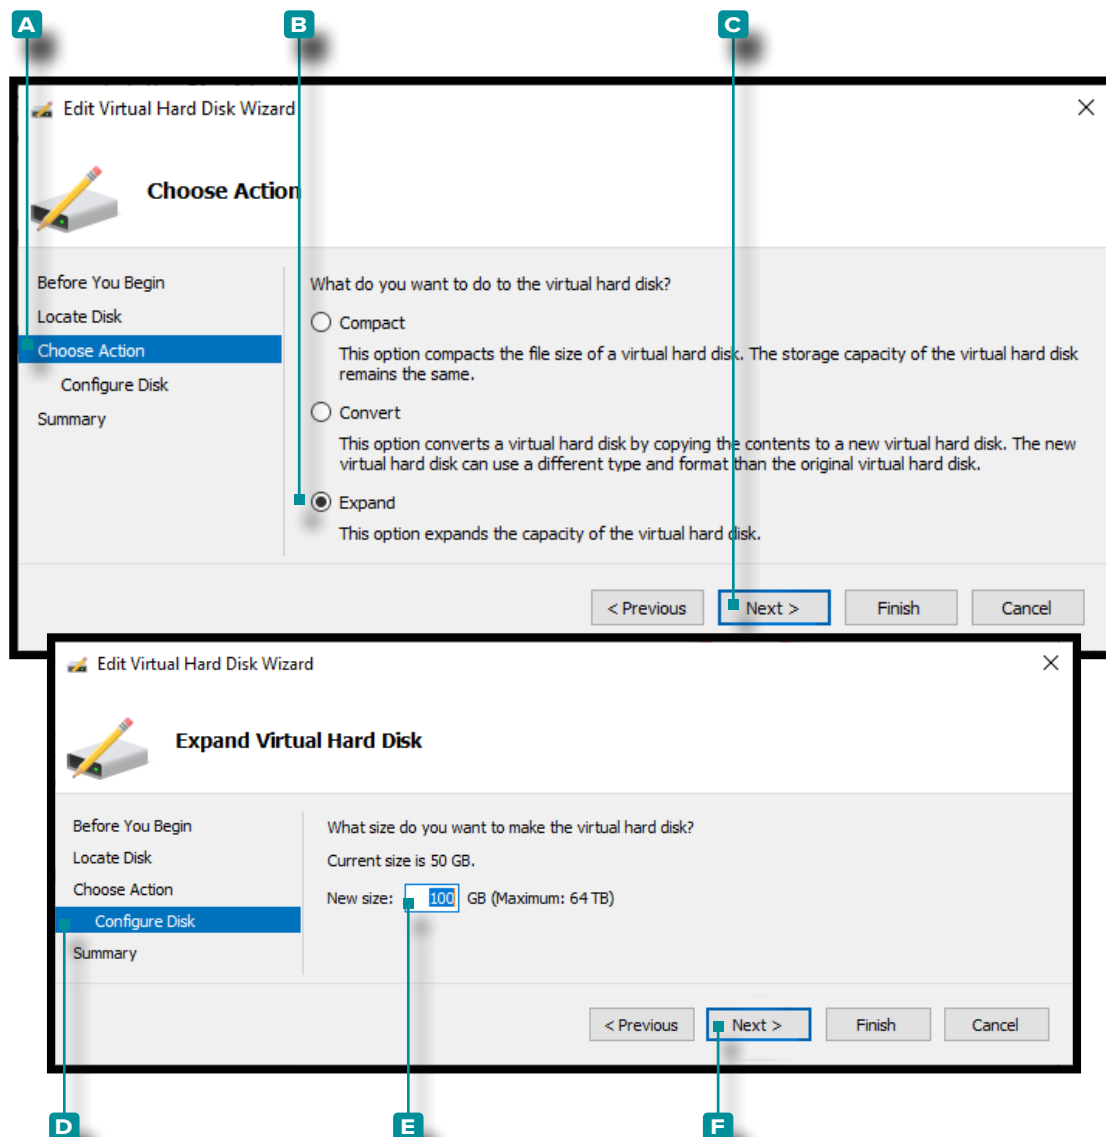 A B C
Edit Virtual Hard Disk Wizard
Choose Action
Before You Begin
Locate Disk
Choose Action
Configure Disk
Summary
What do you want to do to the virtual hard disk?
Compact
This option compacts the file size of a virtual hard disk. The storage capacity of the virtual hard disk
remains the same.
Convert
This option converts a virtual hard disk by copying the contents to a new virtual hard disk. The new
virtual hard disk can use a different type and format than the original virtual hard disk.
Expand
This option expands the capacity of the virtual hard disk.
< Previous Next > Finish Cancel
Edit Virtual Hard Disk Wizard
Expand Virtual Hard Disk
Before You Begin
Locate Disk
Choose Action
Configure Disk
Summary
What size do you want to make the virtual hard disk?
Current size is 50 GB.
New size: 100 GB (Maximum: 64 TB)
< Previous Next > Finish Cancel
D E F